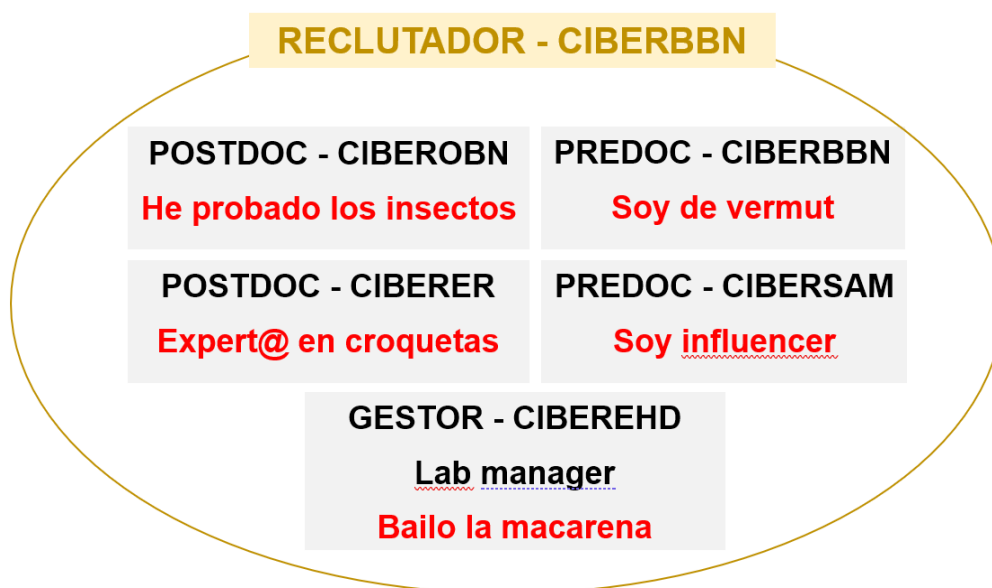 RECLUTADOR - CIBERBBN
POSTDOC - CIBEROBN
He probado los insectos
PREDOC - CIBERBBN
Soy de vermut
POSTDOC - CIBERER
Expert@ en croquetas
PREDOC - CIBERSAM
Soy influencer
GESTOR - CIBEREHD
Lab manager
Bailo la macarena